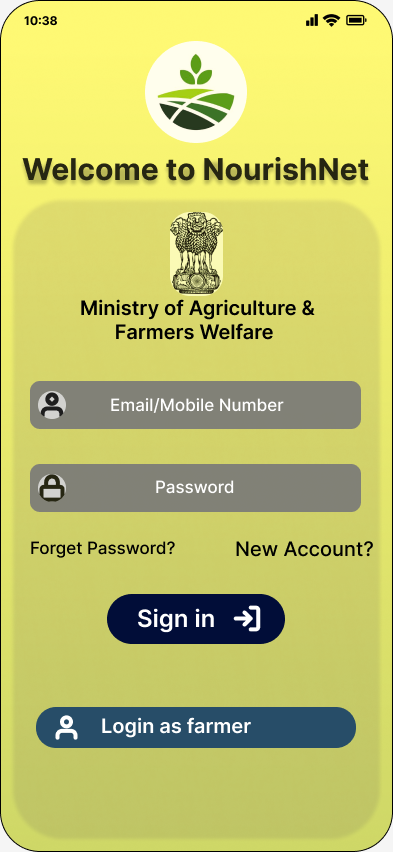 10:38
Welcome to NourishNet
Ministry of Agriculture &
Farmers Welfare
Email/Mobile Number
Password
Forget Password?
New Account?
Sign in
Login as farmer